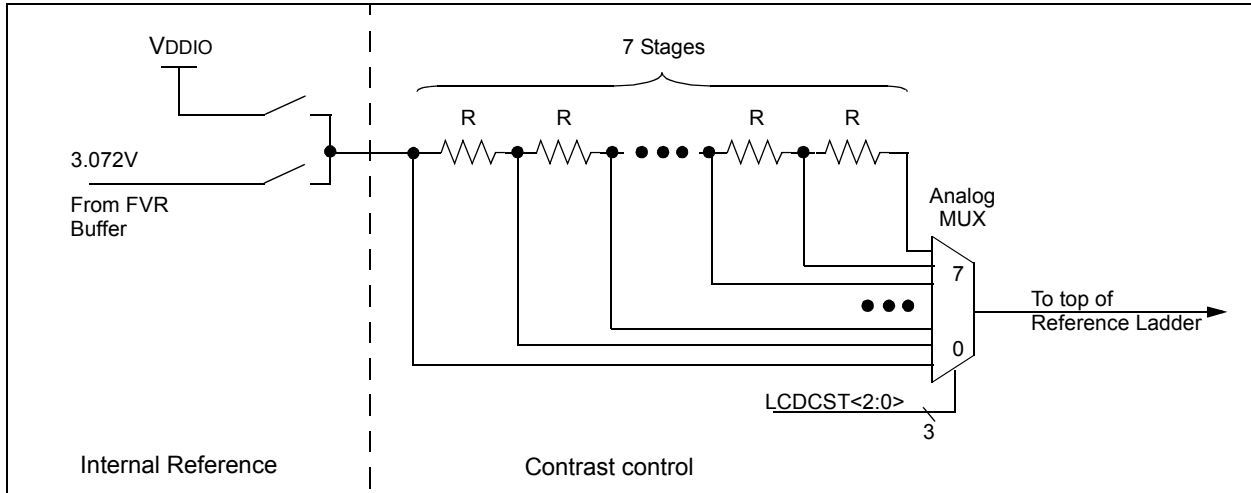 VDDIO
7 Stages
R
R
R
R
3.072V
From FVR
Buffer
Analog
MUX
7
0
To top of
Reference Ladder
LCDCST<2:0>
3
Internal Reference
Contrast control